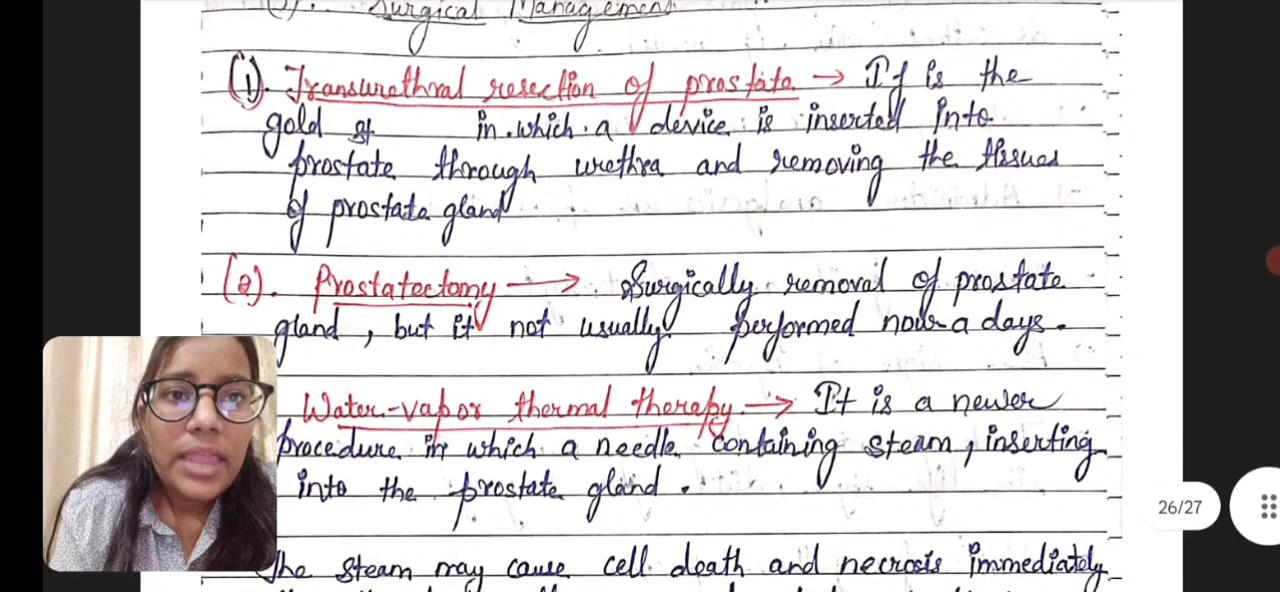 Surgical Management.
(1). Transurethral resection of prostate → It is the
gold st in which a device is inserted into
prostate through urethra and removing the tissues
of prostate gland
(2). Prostatectomy → Surgically removal of prostate
gland, but it not usually performed now a days.
Water-vapor thermal therapy → It is a newer
procedure in which a needle containing steam, inserting
into the prostate gland.
26/27
The steam may cause cell death and necrosis immediately